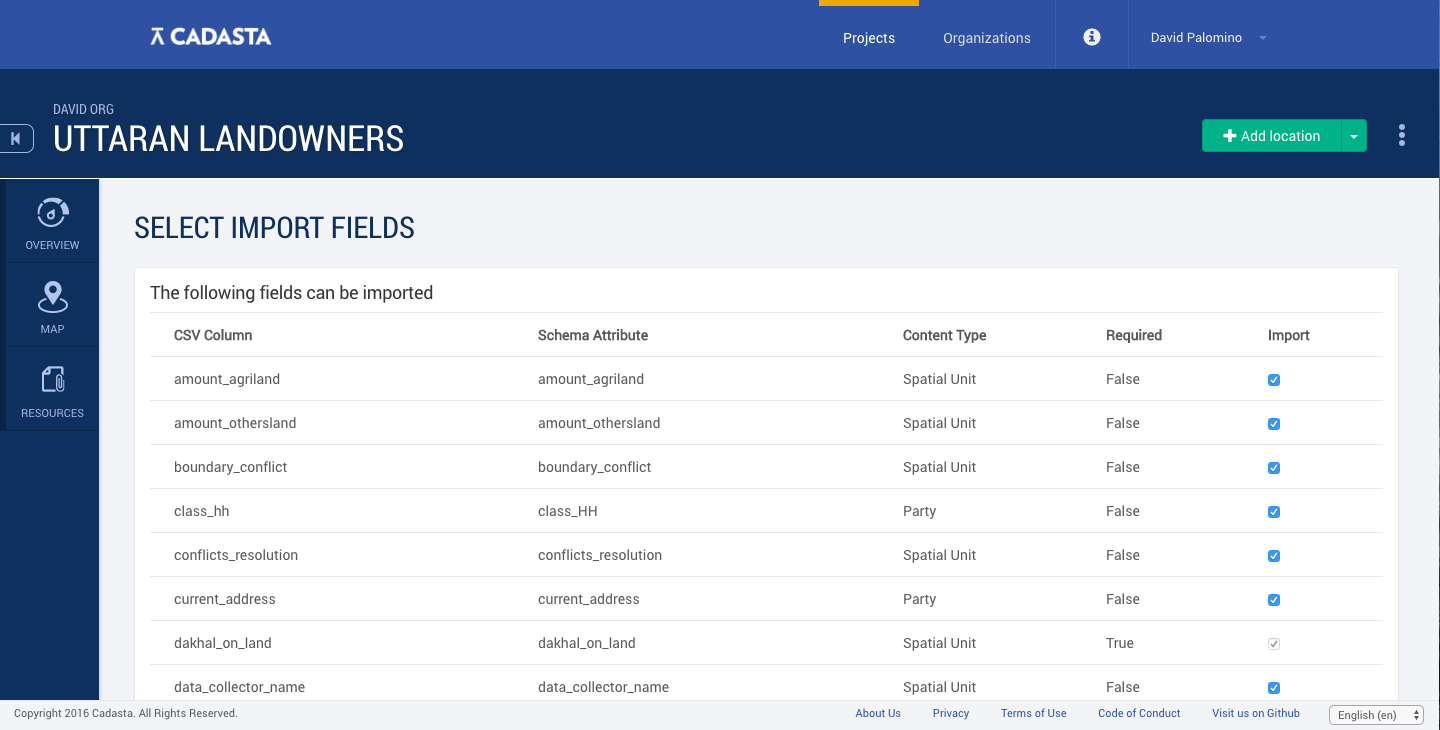 CADASTA
Projects
Organizations
David Palomino
DAVID ORG
UTTARAN LANDOWNERS
Add location
OVERVIEW
MAP
RESOURCES
SELECT IMPORT FIELDS
The following fields can be imported
CSV Column Schema Attribute Content Type Required Import
amount_agriland amount_agriland Spatial Unit False
amount_othersland amount_othersland Spatial Unit False
boundary_conflict boundary_conflict Spatial Unit False
class_hh class_HH Party False
conflicts_resolution conflicts_resolution Spatial Unit False
current_address current_address Party False
dakhal_on_land dakhal_on_land Spatial Unit True
data_collector_name data_collector_name Spatial Unit False
Copyright 2016 Cadasta. All Rights Reserved. About Us Privacy Terms of Use Code of Conduct Visit us on Github English (en)